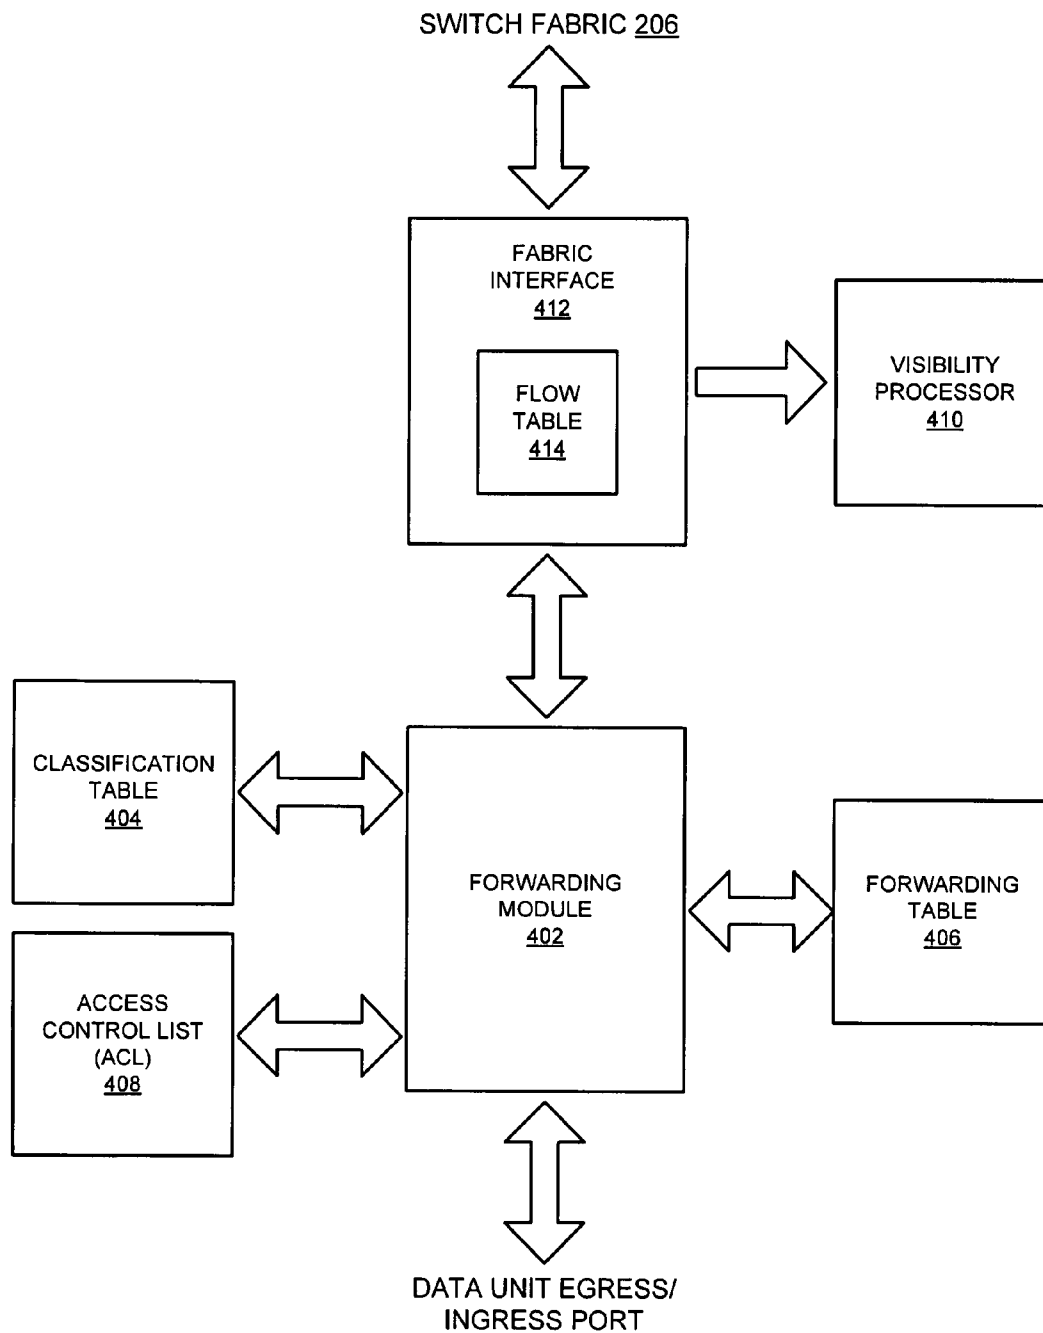 SWITCH FABRIC 206
FABRIC
INTERFACE
412
FLOW
TABLE
414
VISIBILITY
PROCESSOR
410
CLASSIFICATION
TABLE
404
FORWARDING
MODULE
402
FORWARDING
TABLE
406
ACCESS
CONTROL LIST
(ACL)
408
DATA UNIT EGRESS/
INGRESS PORT